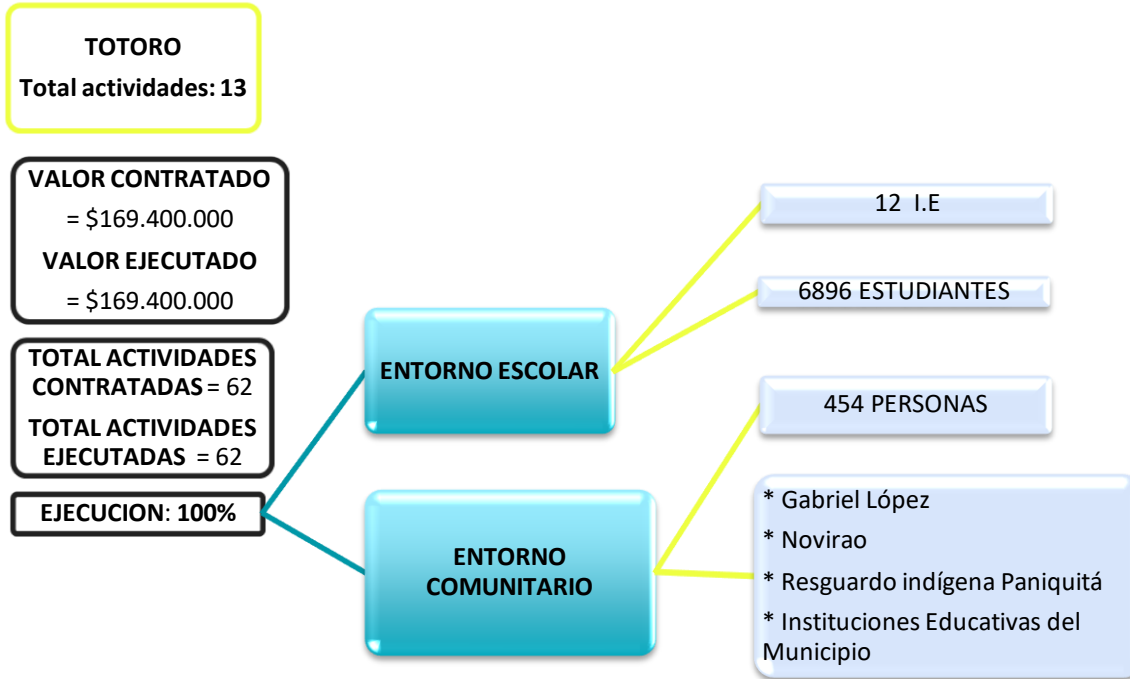 TOTORO
Total actividades: 13
VALOR CONTRATADO
= $169.400.000
VALOR EJECUTADO
= $169.400.000
TOTAL ACTIVIDADES
CONTRATADAS = 62
TOTAL ACTIVIDADES
EJECUTADAS = 62
EJECUCION: 100%
ENTORNO ESCOLAR
12 I.E
6896 ESTUDIANTES
ENTORNO
COMUNITARIO
454 PERSONAS
* Gabriel López
* Novirao
* Resguardo indígena Paniquitá
* Instituciones Educativas del
Municipio